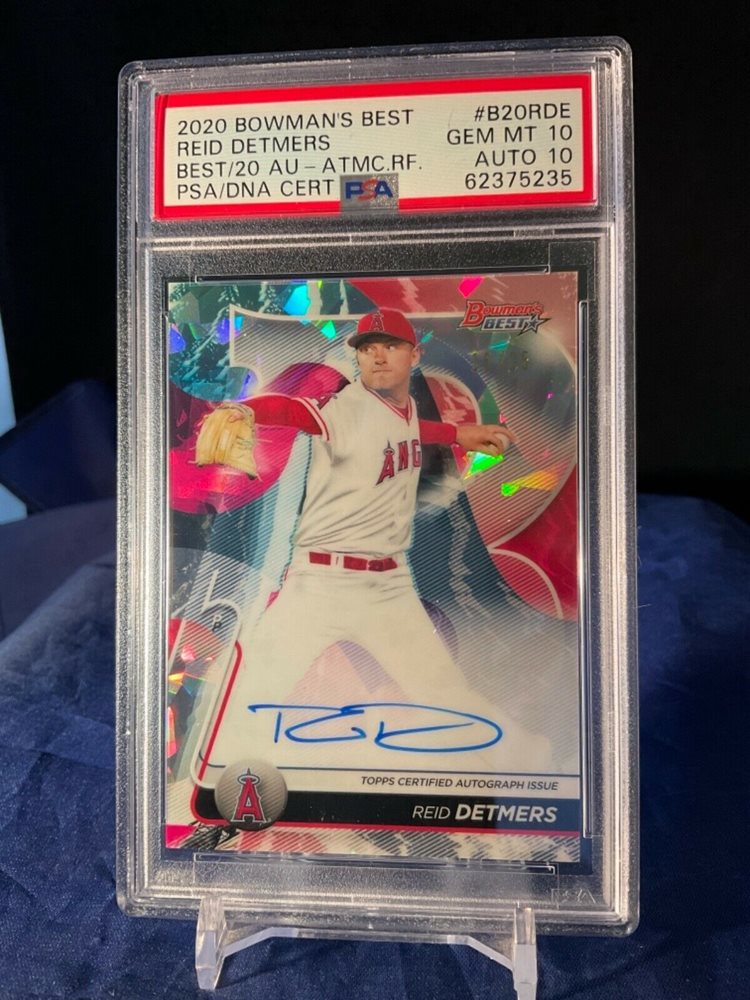 2020 BOWMAN'S BEST #B20RDE
REID DETMERS GEM MT 10
BEST/20 AU-ATMC.RF. AUTO 10
PSA/DNA CERT PSA 62375235
Bowman's
BEST
A
ANG
TOPPS CERTIFIED AUTOGRAPH ISSUE
A
REID DETMERS